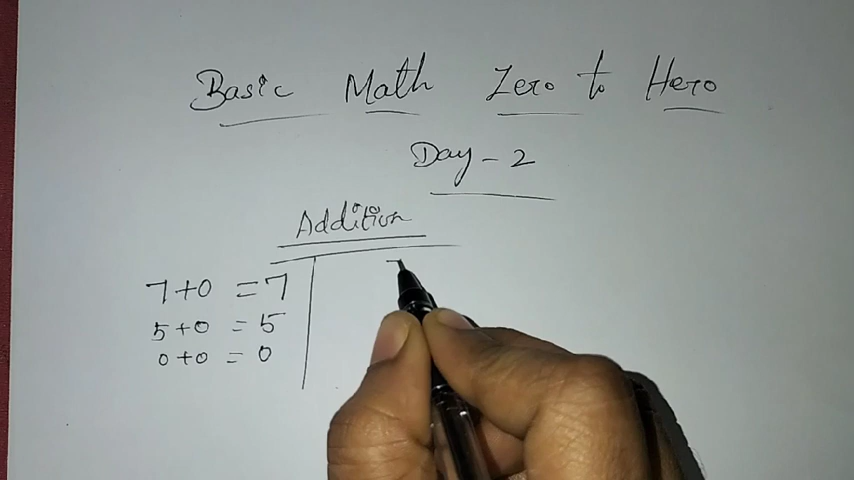 Basic Math Zero to Hero
Day - 2
Addition
7+0 = 7
5+0 = 5
0+0 = 0